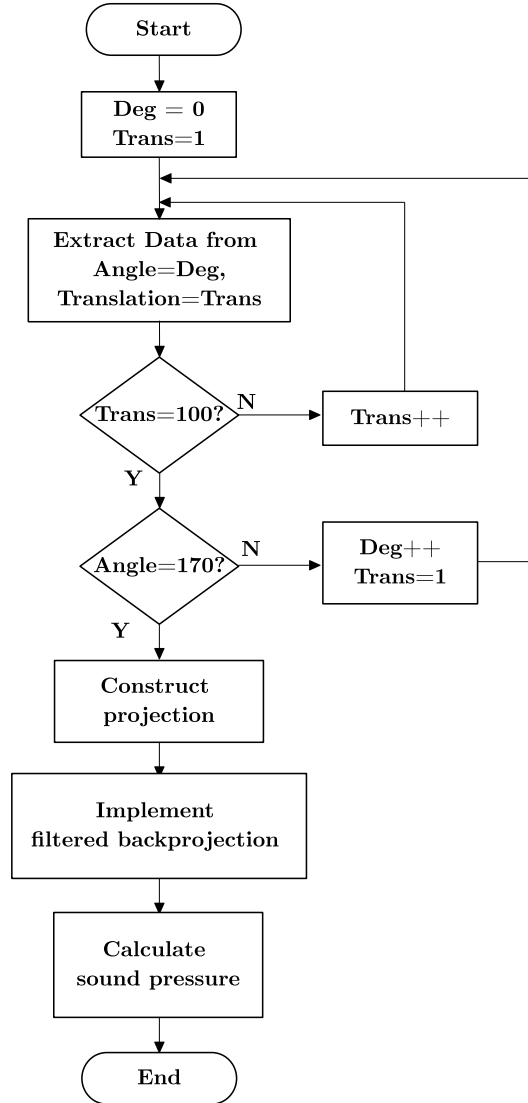 Start
Deg = 0
Trans=1
Extract Data from
Angle=Deg,
Translation=Trans
Trans=100?
N
Trans++
Y
Angle=170?
N
Deg++
Trans=1
Y
Construct
projection
Implement
filtered backprojection
Calculate
sound pressure
End